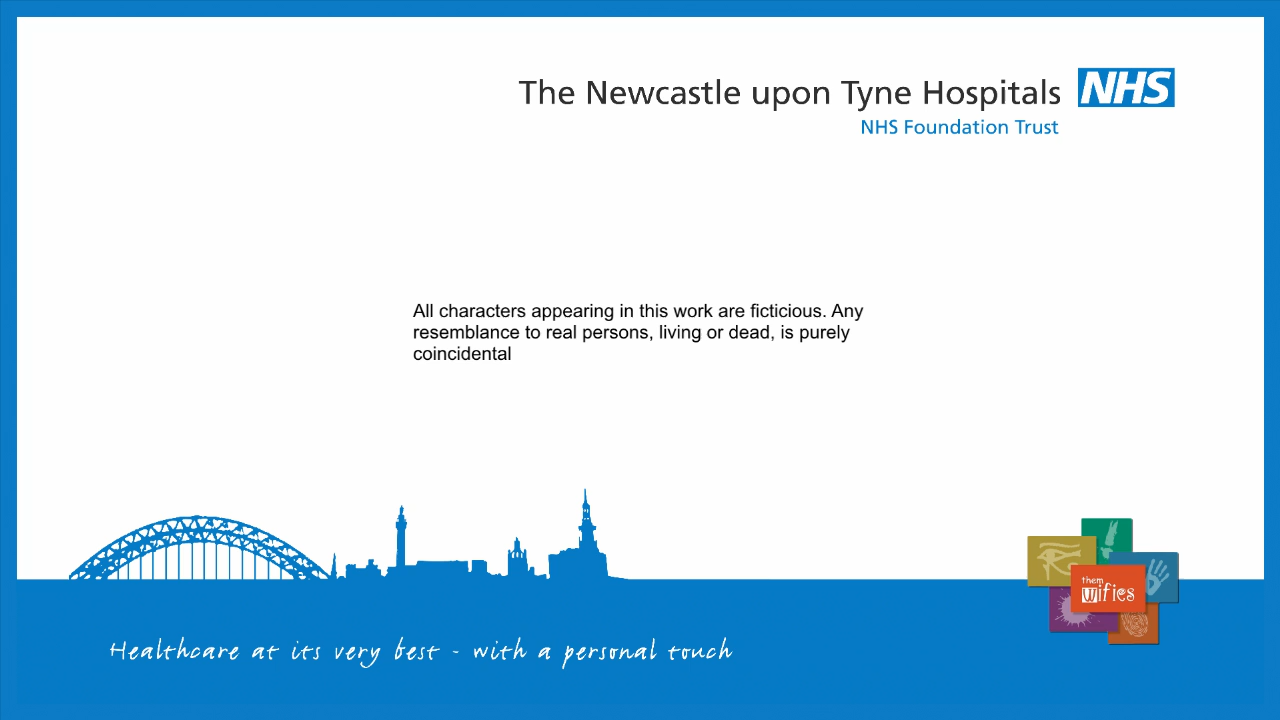 The Newcastle upon Tyne Hospitals NHS
NHS Foundation Trust
All characters appearing in this work are ficticious. Any
resemblance to real persons, living or dead, is purely
coincidental
them
wifies
Healthcare at its very best - with a personal touch